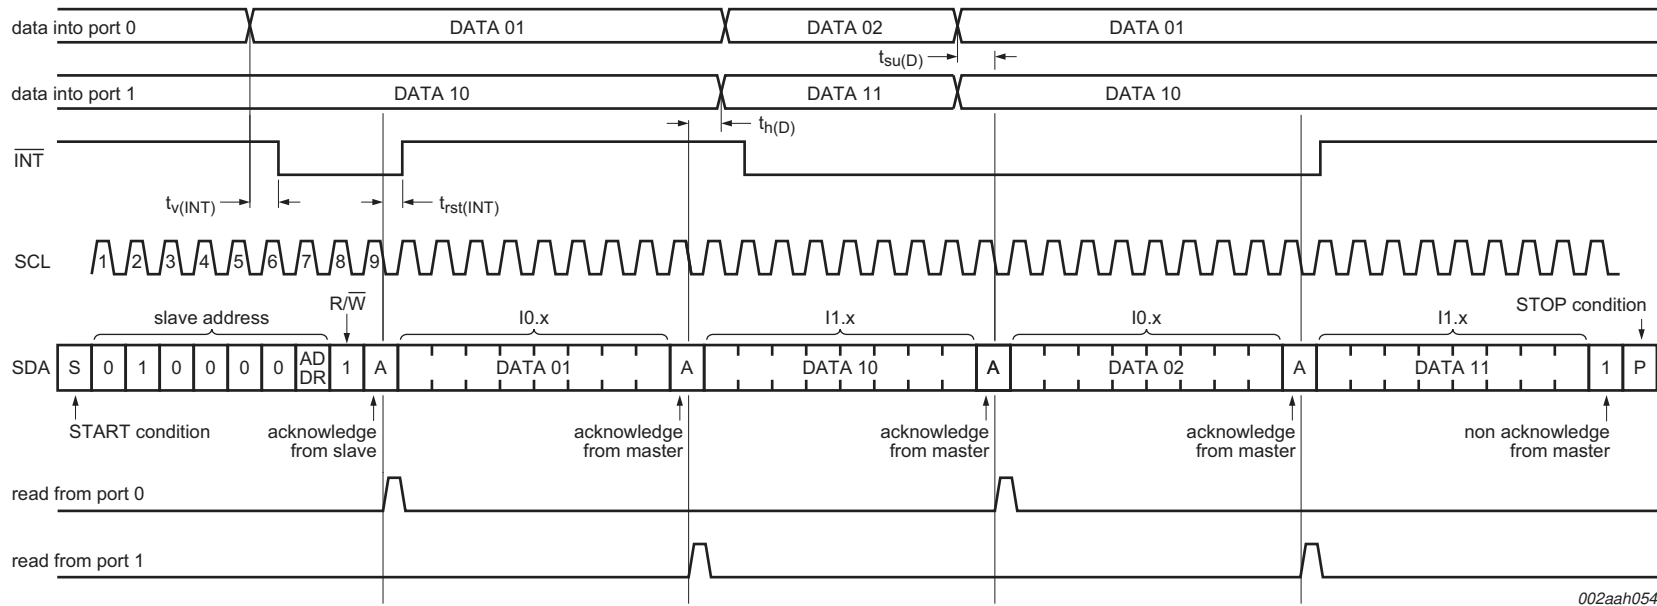 data into port 0 DATA 01 DATA 02 DATA 01
tsu(D)
data into port 1 DATA 10 DATA 11 DATA 10
th(D)
INT
tv(INT) trst(INT)
SCL 1 2 3 4 5 6 7 8 9
R/W STOP condition
slave address I0.x I1.x I0.x I1.x
SDA S 0 1 0 0 0 0 AD DR 1 A DATA 01 A DATA 10 A DATA 02 A DATA 11 1 P
START condition acknowledge acknowledge acknowledge acknowledge non acknowledge
from slave from master from master from master from master
read from port 0
read from port 1
002aah054